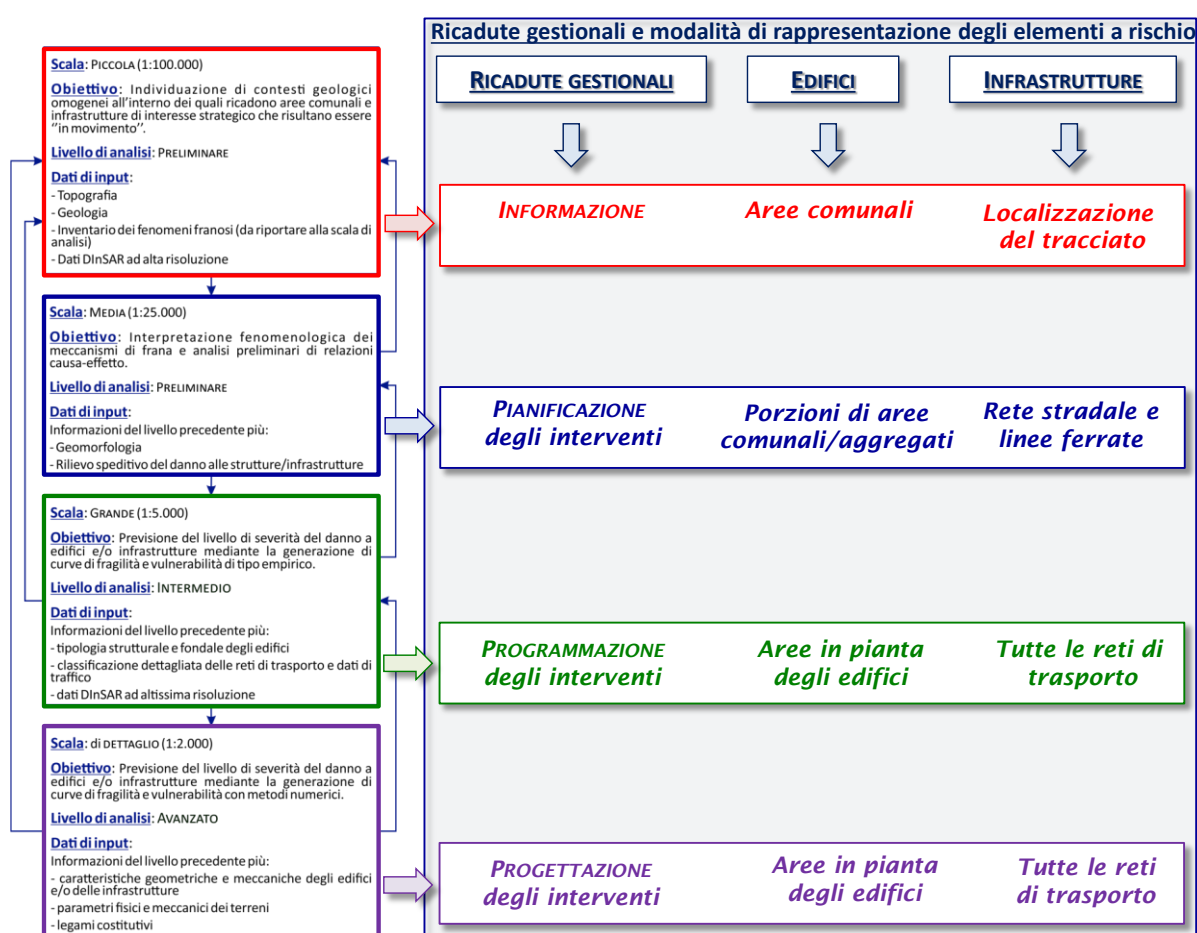 Ricadute gestionali e modalità di rappresentazione degli elementi a rischio
RICADUTE GESTIONALI
EDIFICI
INFRASTRUTTURE
Scala: PICCOLA (1:100.000)
Obiettivo: Individuazione di contesti geologici
omogenei all'interno dei quali ricadono aree comunali e
infrastrutture di interesse strategico che risultano essere
"in movimento".
Livello di analisi: PRELIMINARE
Dati di input:
- Topografia
- Geologia
- Inventario dei fenomeni franosi (da riportare alla scala di
analisi)
- Dati DInSAR ad alta risoluzione
INFORMAZIONE
Aree comunali
Localizzazione
del tracciato
Scala: MEDIA (1:25.000)
Obiettivo: Interpretazione fenomenologica dei
meccanismi di frana e analisi preliminari di relazioni
causa-effetto.
Livello di analisi: PRELIMINARE
Dati di input:
Informazioni del livello precedente più:
- Geomorfologia
- Rilievo speditivo del danno alle strutture/infrastrutture
PIANIFICAZIONE
degli interventi
Porzioni di aree
comunali/aggregati
Rete stradale e
linee ferrate
Scala: GRANDE (1:5.000)
Obiettivo: Previsione del livello di severità del danno a
edifici e/o infrastrutture mediante la generazione di
curve di fragilità e vulnerabilità di tipo empirico.
Livello di analisi: INTERMEDIO
Dati di input:
Informazioni del livello precedente più:
- tipologia strutturale e fondale degli edifici
- classificazione dettagliata delle reti di trasporto e dati di
traffico
- dati DInSAR ad altissima risoluzione
PROGRAMMAZIONE
degli interventi
Aree in pianta
degli edifici
Tutte le reti di
trasporto
Scala: di DETTAGLIO (1:2.000)
Obiettivo: Previsione del livello di severità del danno a
edifici e/o infrastrutture mediante la generazione di
curve di fragilità e vulnerabilità con metodi numerici.
Livello di analisi: AVANZATO
Dati di input:
Informazioni del livello precedente più:
- caratteristiche geometriche e meccaniche degli edifici
e/o delle infrastrutture
- parametri fisici e meccanici dei terreni
- legami costitutivi
PROGETTAZIONE
degli interventi
Aree in pianta
degli edifici
Tutte le reti
di trasporto